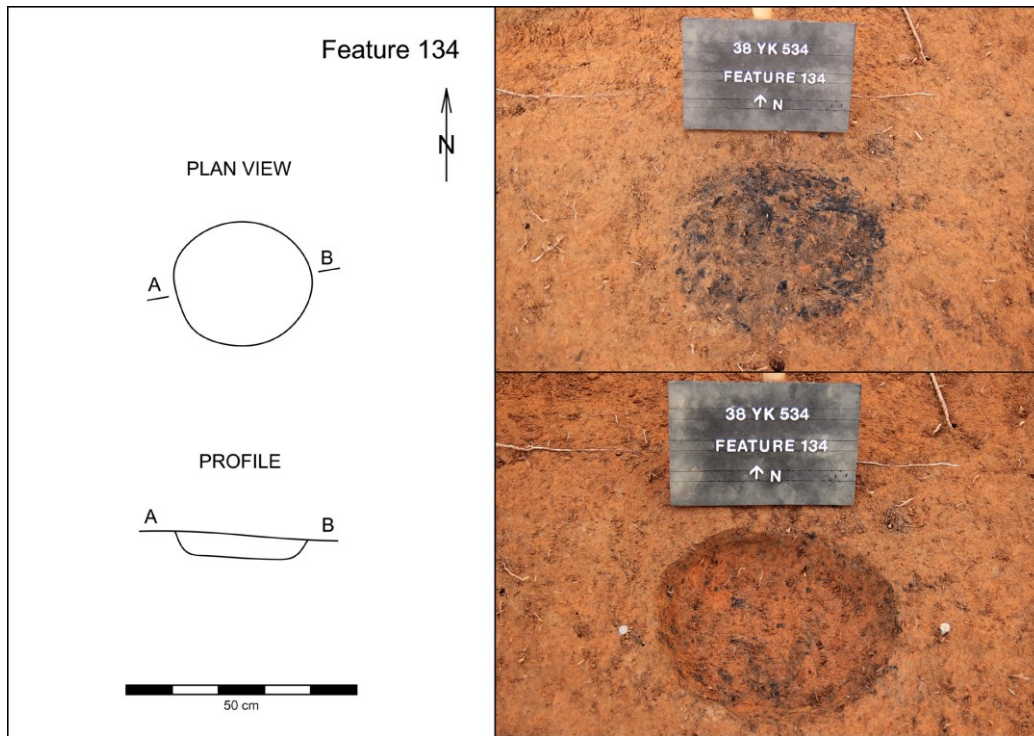 Feature 134
N
PLAN VIEW
A
B
PROFILE
A
B
50 cm
38 YK 534
FEATURE 134
↑ N
38 YK 534
FEATURE 134
↑ N